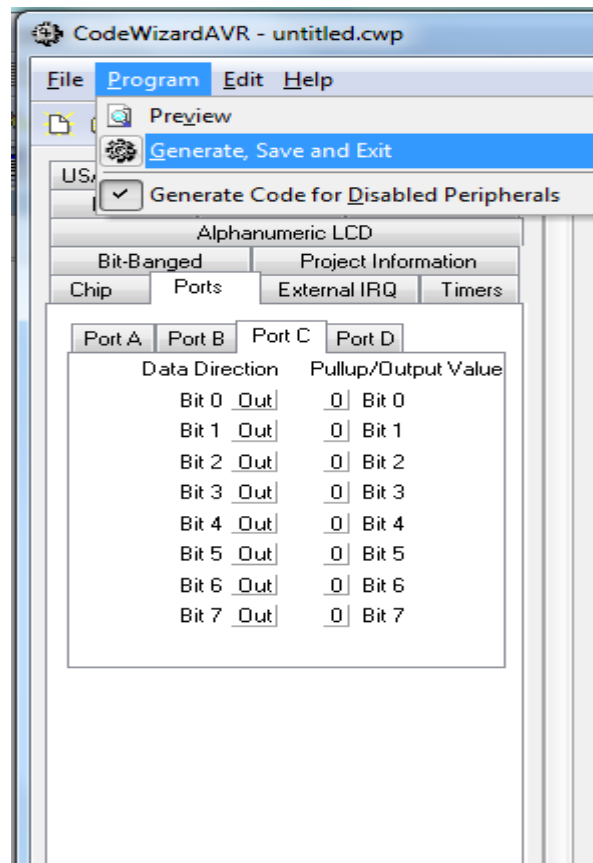 CodeWizardAVR - untitled.cwp
File Program Edit Help
Preview
Generate, Save and Exit
Generate Code for Disabled Peripherals
Alphanumeric LCD
Bit-Banged Project Information
Chip Ports External IRQ Timers
Port A Port B Port C Port D
Data Direction Pullup/Output Value
Bit 0 Out 0 Bit 0
Bit 1 Out 0 Bit 1
Bit 2 Out 0 Bit 2
Bit 3 Out 0 Bit 3
Bit 4 Out 0 Bit 4
Bit 5 Out 0 Bit 5
Bit 6 Out 0 Bit 6
Bit 7 Out 0 Bit 7